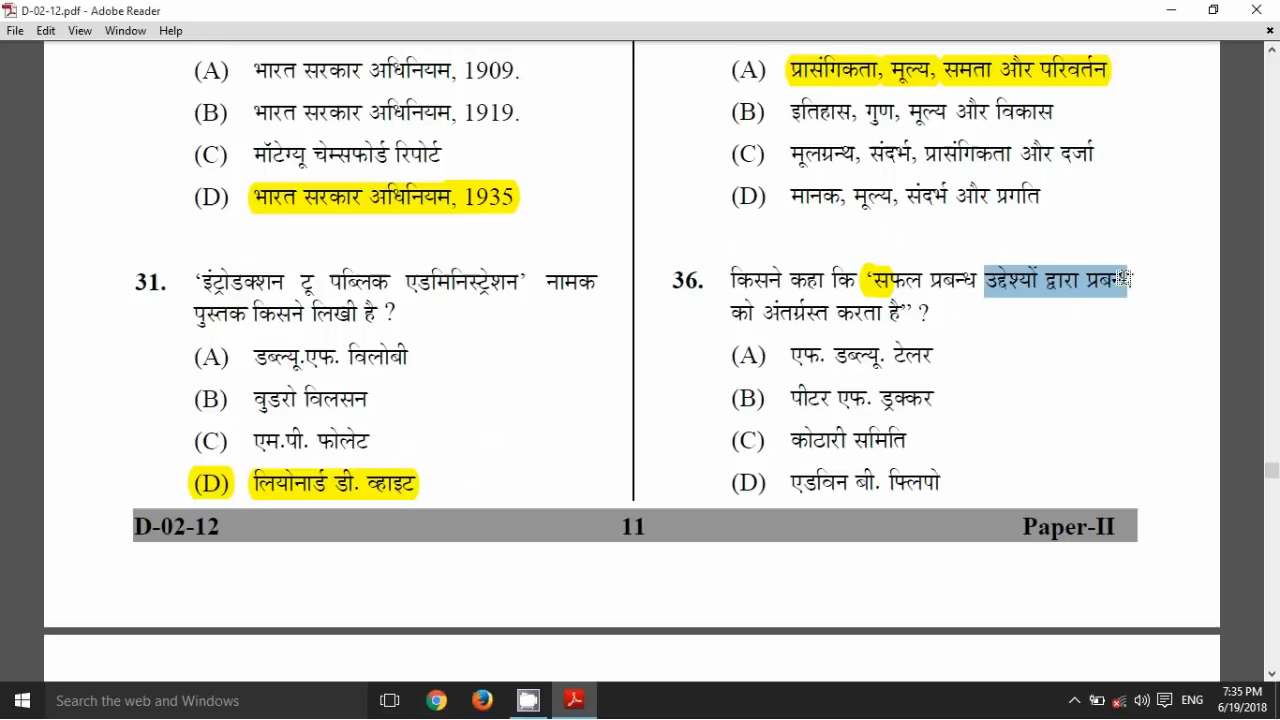 D-02-12.pdf - Adobe Reader
File Edit View Window Help
(A) भारत सरकार अधिनियम, 1909.
(B) भारत सरकार अधिनियम, 1919.
(C) मॉटेग्यू चेम्सफोर्ड रिपोर्ट
(D) भारत सरकार अधिनियम, 1935
31. ‘इंट्रोडक्शन टू पब्लिक एडमिनिस्ट्रेशन’ नामक
पुस्तक किसने लिखी है ?
(A) डब्ल्यू.एफ. विलोबी
(B) वुडरो विलसन
(C) एम.पी. फोलेट
(D) लियोनार्ड डी. व्हाइट
(A) प्रासंगिकता, मूल्य, समता और परिवर्तन
(B) इतिहास, गुण, मूल्य और विकास
(C) मूलग्रन्थ, संदर्भ, प्रासंगिकता और दर्जा
(D) मानक, मूल्य, संदर्भ और प्रगति
36. किसने कहा कि ‘सफल प्रबन्ध उद्देश्यों द्वारा प्रबन्ध
को अंतर्ग्रस्त करता है” ?
(A) एफ. डब्ल्यू. टेलर
(B) पीटर एफ. ड्रक्कर
(C) कोटारी समिति
(D) एडविन बी. फ्लिपो
D-02-12 11 Paper-II
Search the web and Windows
ENG
7:35 PM
6/19/2018